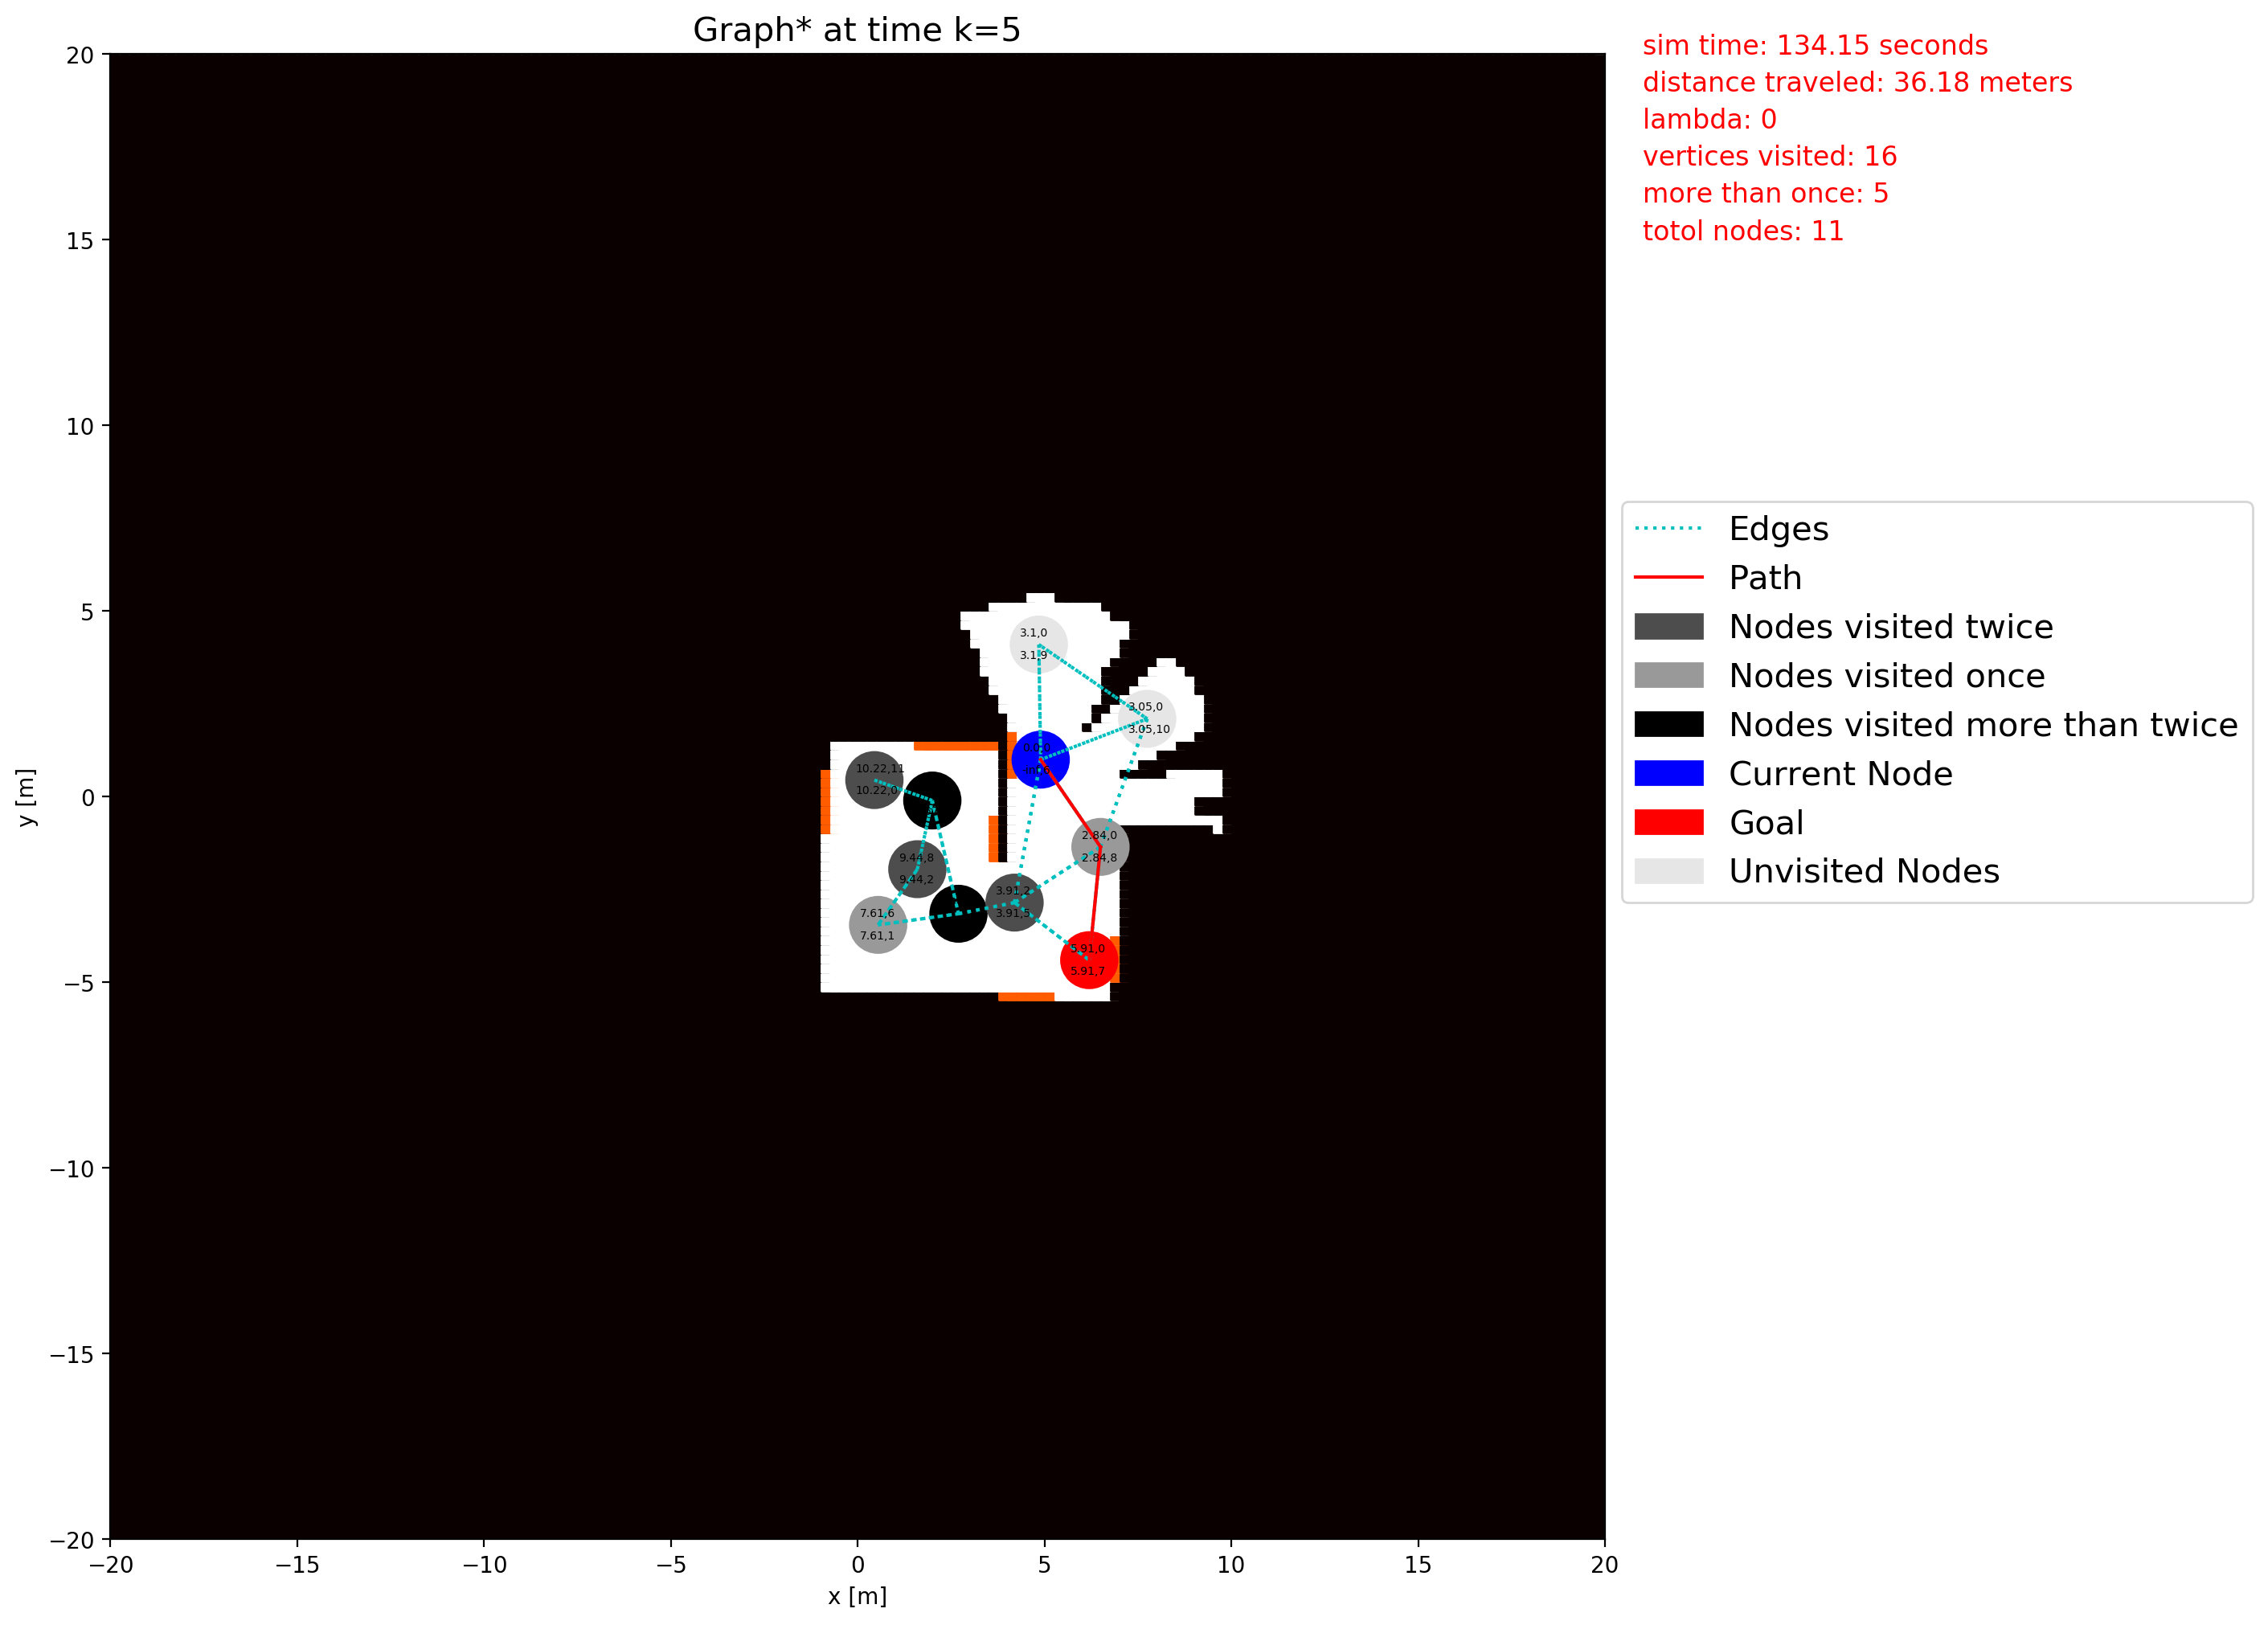 Graph* at time k=5
sim time: 134.15 seconds
distance traveled: 36.18 meters
lambda: 0
vertices visited: 16
more than once: 5
totol nodes: 11
20
15
10
5
0
−5
−10
−15
−20
y [m]
−20 −15 −10 −5 0 5 10 15 20
x [m]
3.1,0
3.1,9
3.05,0
3.05,10
0.0,0
10.22,11
10.22,0
2.84,0
2.84,8
9.44,8
9.44,2
3.91,2
3.91,5
7.61,6
7.61,1
5.91,0
5.91,7
Edges
Path
Nodes visited twice
Nodes visited once
Nodes visited more than twice
Current Node
Goal
Unvisited Nodes